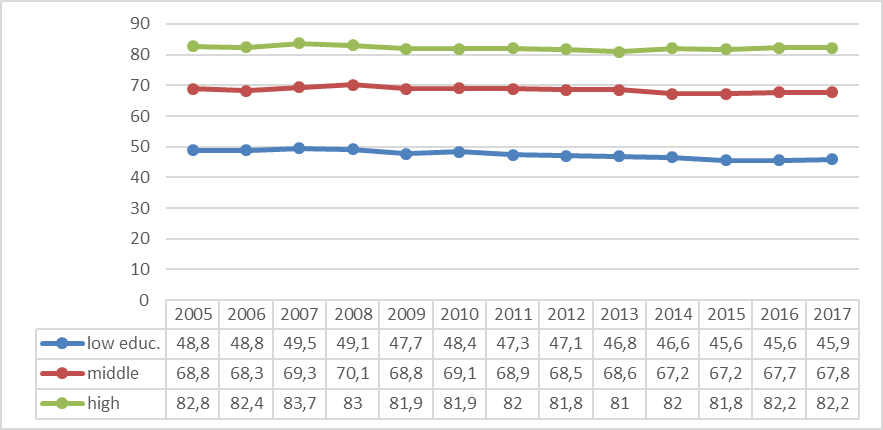 90
80
70
60
50
40
30
20
10
0
2005 2006 2007 2008 2009 2010 2011 2012 2013 2014 2015 2016 2017
low educ. 48,8 48,8 49,5 49,1 47,7 48,4 47,3 47,1 46,8 46,6 45,6 45,6 45,9
middle 68,8 68,3 69,3 70,1 68,8 69,1 68,9 68,5 68,6 67,2 67,2 67,7 67,8
high 82,8 82,4 83,7 83 81,9 81,9 82 81,8 81 82 81,8 82,2 82,2